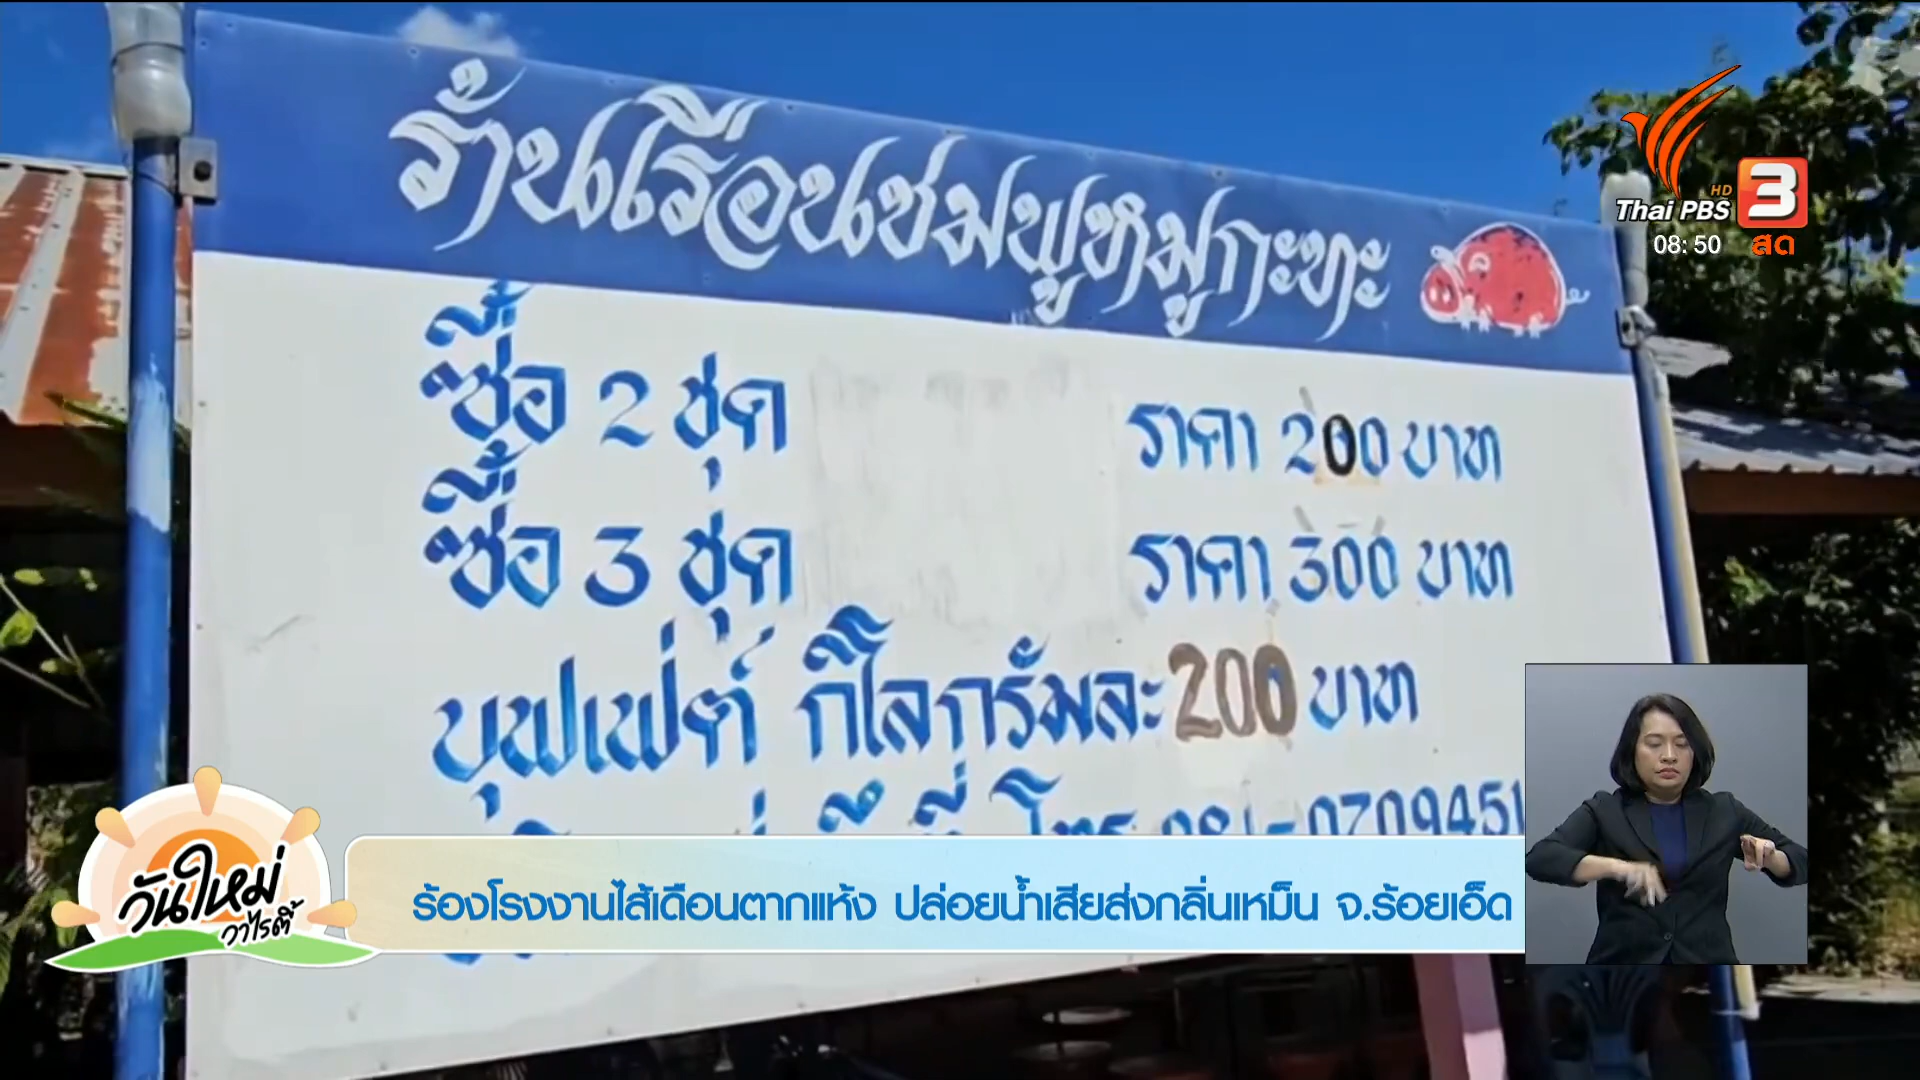 ร้านเรือนชมพูหมูกะทะ
ซื้อ 2 ชุด ราคา 200 บาท
ซื้อ 3 ชุด ราคา 300 บาท
บุฟเฟ่ต์ กิโลกรัมละ 200 บาท
โทร 081-0709451
HD
Thai PBS 3
08:50 สด
วันใหม่
วาไรตี้
ร้องโรงงานไส้เดือนตากแห้ง ปล่อยน้ำเสียส่งกลิ่นเหม็น จ.ร้อยเอ็ด